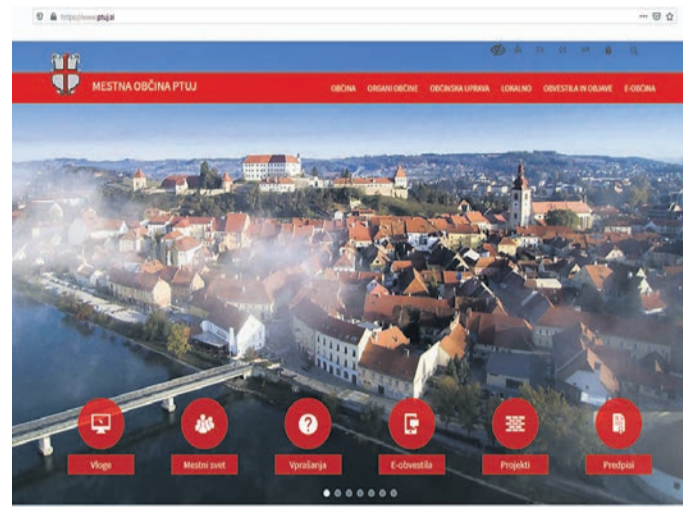 https://www.ptuj.si
MESTNA OBČINA PTUJ
OBČINA ORGANI OBČINE OBČINSKA UPRAVA LOKALNO OBVESTILA IN OBJAVE E-OBČINA
Vloge Mestni svet Vprašanja E-obvestila Projekti Predpisi